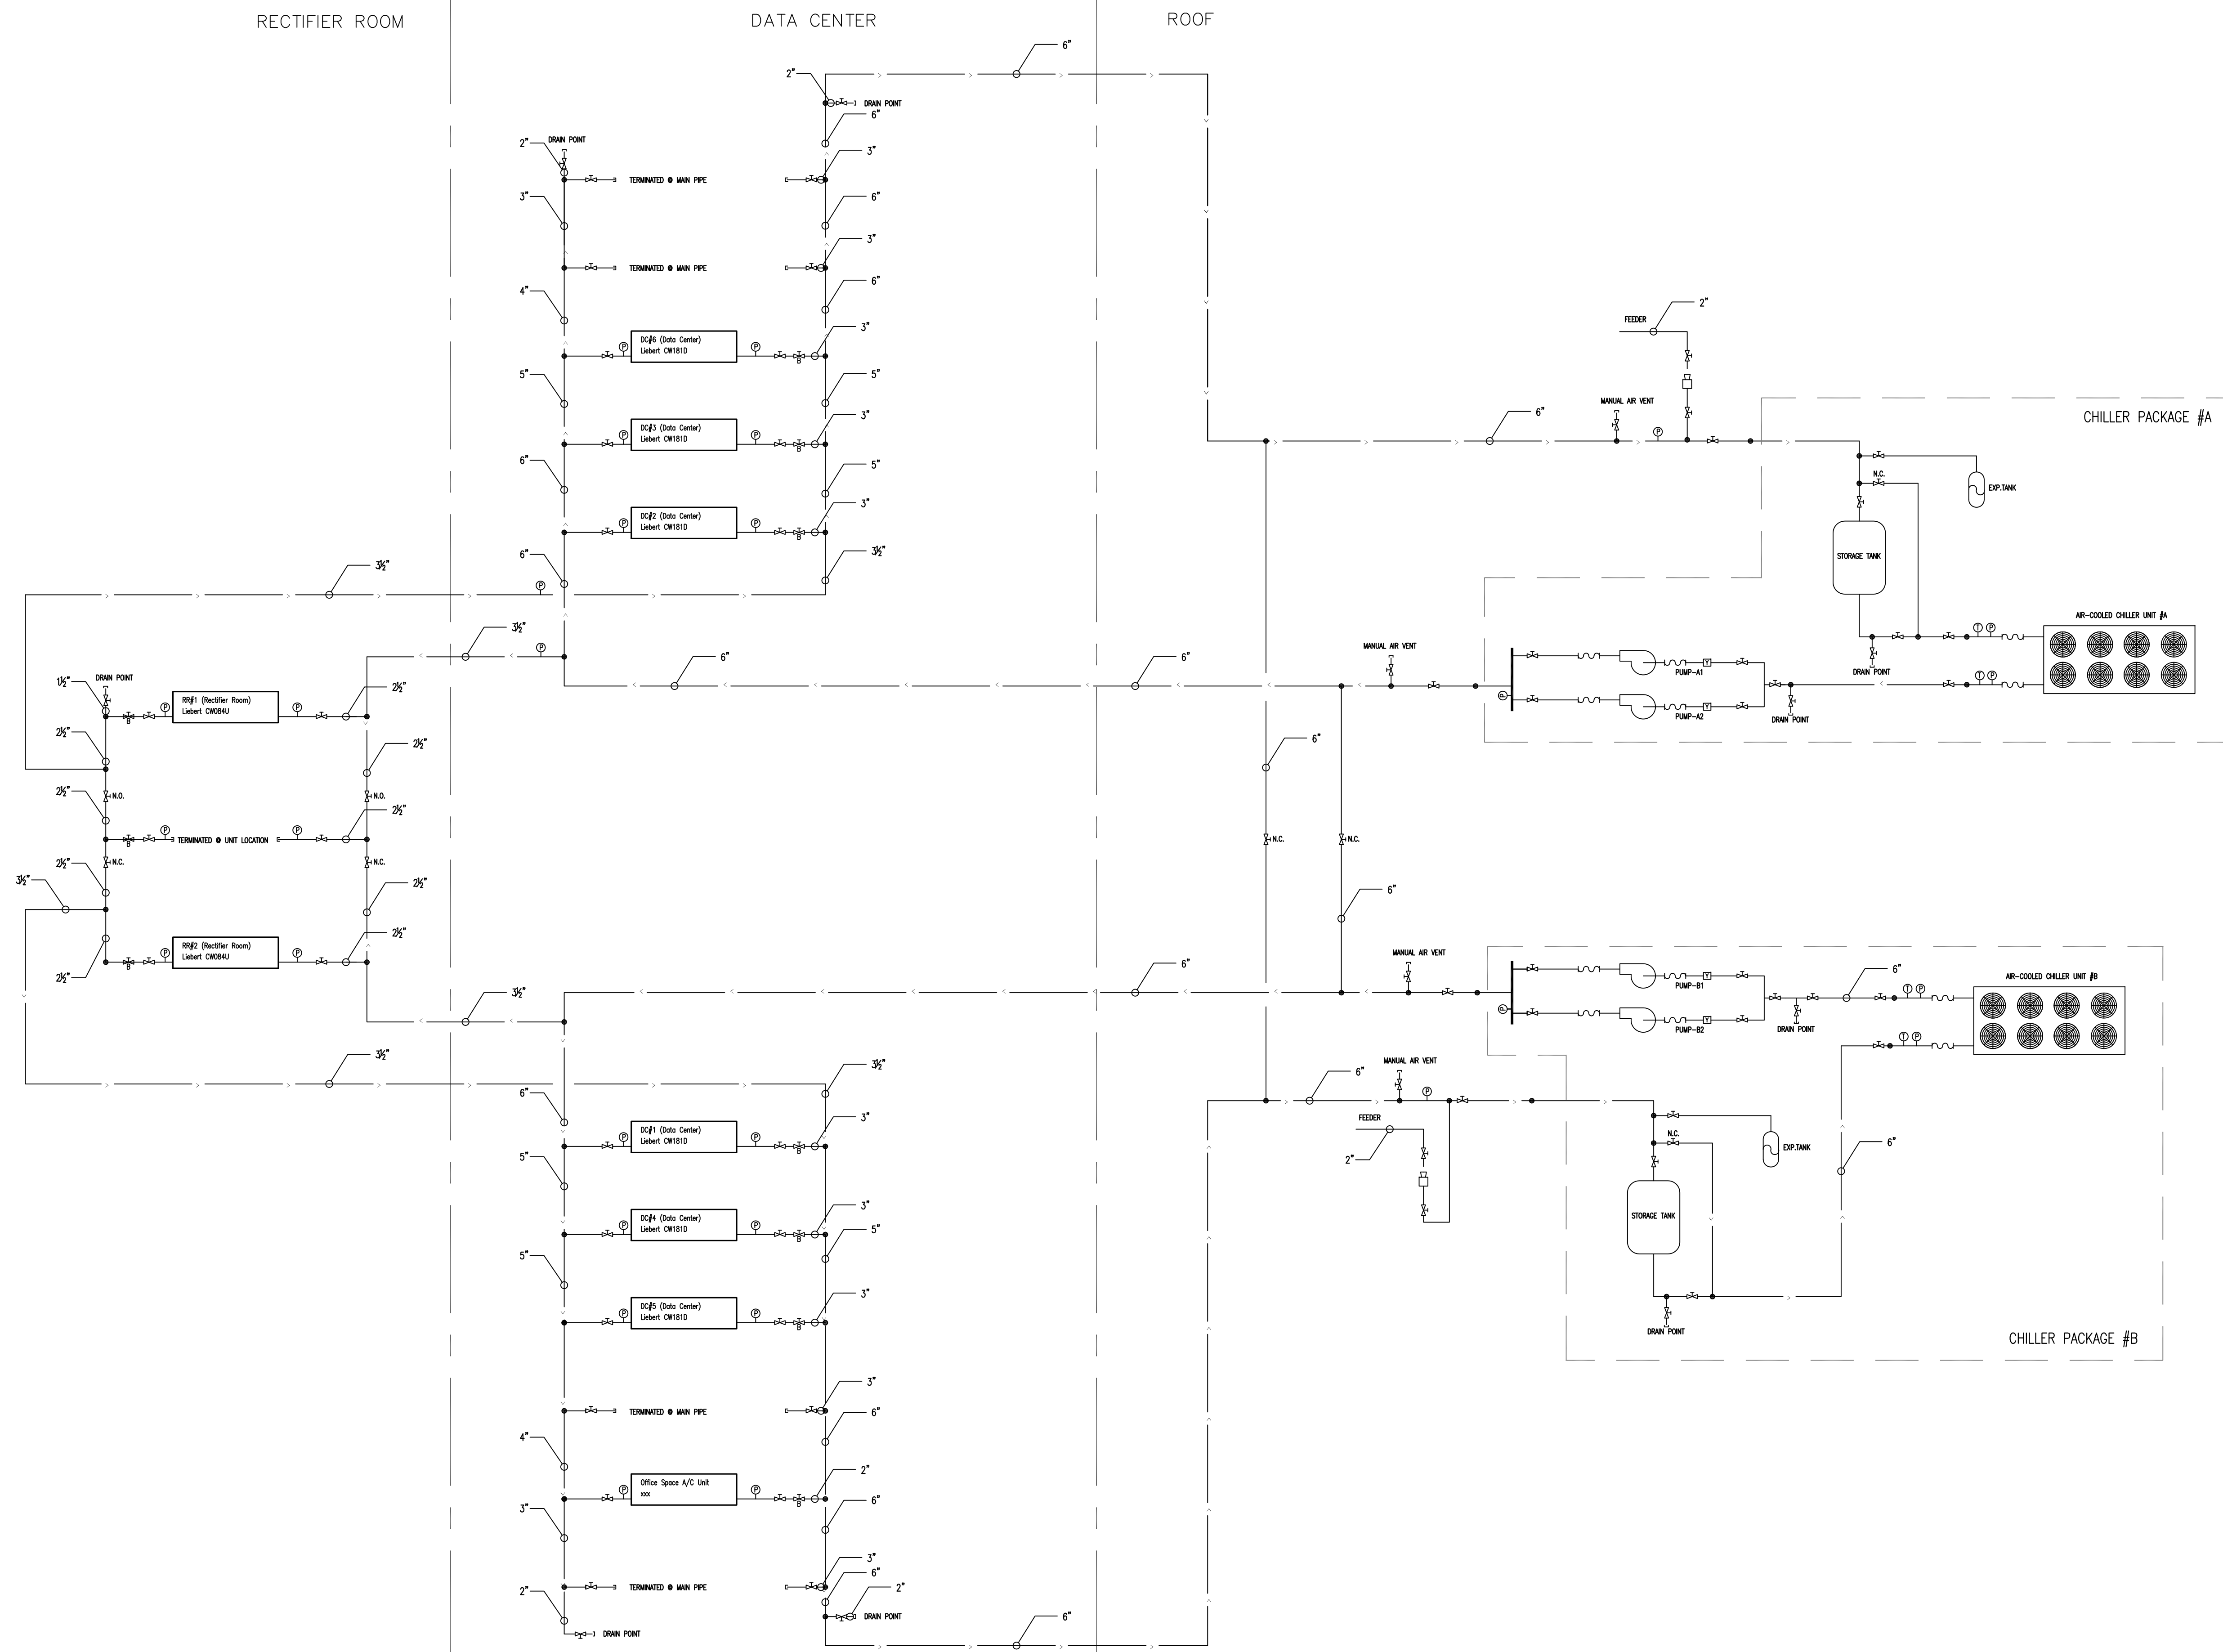 RECTIFIER ROOM
DATA CENTER
ROOF
6"
2"
DRAIN POINT
6"
2"
DRAIN POINT
3"
TERMINATED @ MAIN PIPE
3"
6"
3"
TERMINATED @ MAIN PIPE
4"
6"
2"
FEEDER
3"
DC#6 (Data Center)
Liebert CW181D
P
P
B
5"
5"
MANUAL AIR VENT
6"
P
CHILLER PACKAGE #A
3"
DC#3 (Data Center)
Liebert CW181D
P
P
B
6"
5"
N.C.
EXP.TANK
3"
DC#2 (Data Center)
Liebert CW181D
P
P
B
6"
3½"
STORAGE TANK
3½"
P
AIR-COOLED CHILLER UNIT #A
3½"
P
T
P
6"
6"
MANUAL AIR VENT
P
PUMP-A1
Y
DRAIN POINT
T
P
PUMP-A2
Y
DRAIN POINT
1½"
DRAIN POINT
RR#1 (Rectifier Room)
Liebert CW084U
P
P
B
2½"
2½"
2½"
6"
2½"
N.O.
N.O.
2½"
P
P
B
TERMINATED @ UNIT LOCATION
N.C.
N.C.
2½"
N.C.
N.C.
3½"
2½"
6"
RR#2 (Rectifier Room)
Liebert CW084U
P
P
B
2½"
2½"
6"
MANUAL AIR VENT
P
PUMP-B1
Y
6"
T
P
AIR-COOLED CHILLER UNIT #B
3½"
PUMP-B2
Y
DRAIN POINT
T
P
3½"
3½"
6"
MANUAL AIR VENT
P
6"
FEEDER
2"
3"
DC#1 (Data Center)
Liebert CW181D
P
P
B
N.C.
EXP.TANK
6"
5"
3"
DC#4 (Data Center)
Liebert CW181D
P
P
B
5"
STORAGE TANK
5"
3"
DC#5 (Data Center)
Liebert CW181D
P
P
B
DRAIN POINT
CHILLER PACKAGE #B
3"
TERMINATED @ MAIN PIPE
6"
4"
2"
Office Space A/C Unit
xxx
P
P
B
6"
3"
3"
6"
TERMINATED @ MAIN PIPE
2"
2"
DRAIN POINT
DRAIN POINT
6"